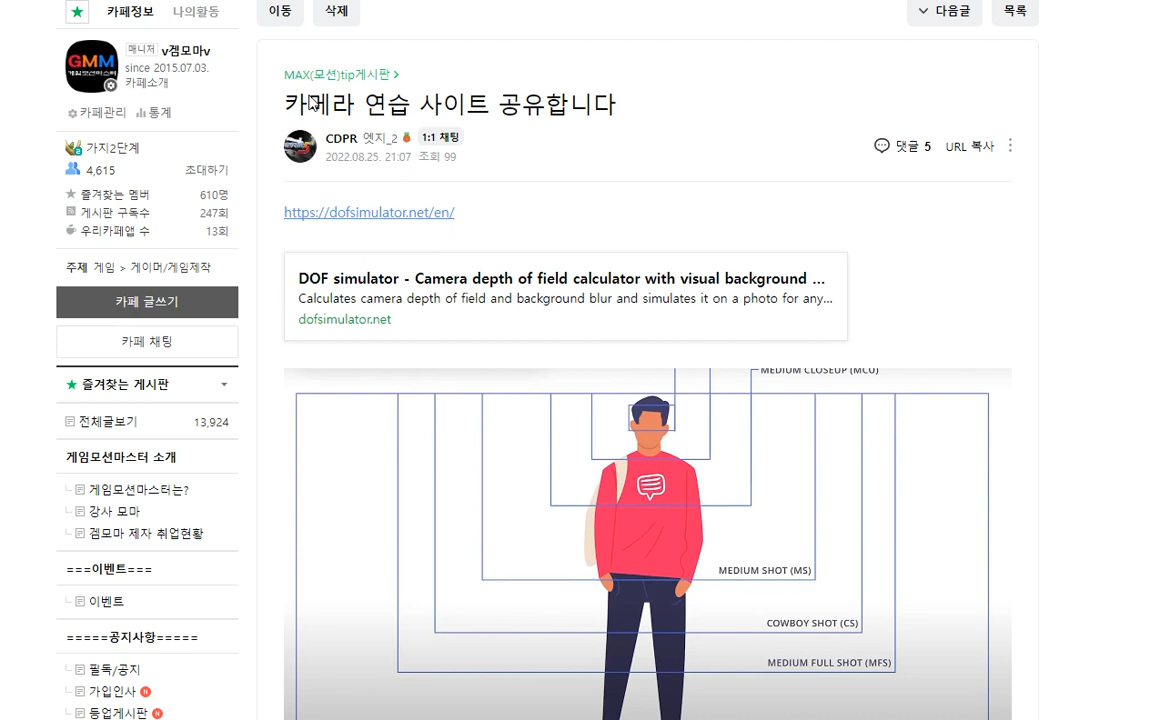 카페정보 나의활동
GMM
게임모션마스터
매니저 v겜모마v
since 2015.07.03.
카페소개
카페관리 통계
가지2단계
4,615 초대하기
즐겨찾는 멤버 610명
게시판 구독수 247회
우리카페앱 수 13회
주제 게임 > 게이머/게임제작
카페 글쓰기
카페 채팅
즐겨찾는 게시판
전체글보기 13,924
게임모션마스터 소개
게임모션마스터는?
강사 모마
겜모마 제자 취업현황
===이벤트===
이벤트
=====공지사항=====
필독/공지
가입인사 N
등업게시판 N
이동 삭제 다음글 목록
MAX(모션)tip게시판 >
카메라 연습 사이트 공유합니다
CDPR 엣지_2 1:1 채팅
2022.08.25. 21:07 조회 99
댓글 5 URL 복사
https://dofsimulator.net/en/
DOF simulator - Camera depth of field calculator with visual background ...
Calculates camera depth of field and background blur and simulates it on a photo for any...
dofsimulator.net
MEDIUM CLOSEUP (MCU)
MEDIUM SHOT (MS)
COWBOY SHOT (CS)
MEDIUM FULL SHOT (MFS)